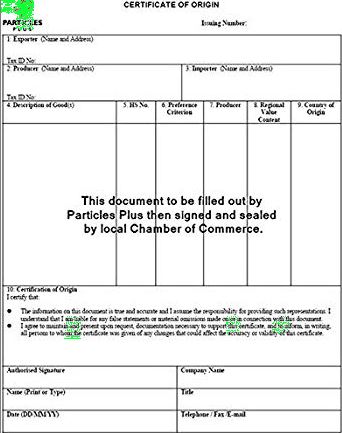 CERTIFICATE OF ORIGIN
PARTICLES
PLUS
Issuing Number:
1. Exporter (Name and Address)
Tax ID No:
2. Producer (Name and Address)
3. Importer (Name and Address)
Tax ID No:
4. Description of Good(s)
5. HS No.
6. Preference
Criterion
7. Producer
8. Regional
Value
Content
9. Country of
Origin
This document to be filled out by
Particles Plus then signed and sealed
by local Chamber of Commerce.
10. Certification of Origin
I certify that:
● The information on this document is true and accurate and I assume the responsibility for providing such representations. I
understand that I am liable for any false statements or material omissions made on or in connection with this document.
● I agree to maintain and present upon request, documentation necessary to support this certificate, and to inform, in writing,
all persons to whom the certificate was given of any changes that could affect the accuracy or validity of this certificate.
Authorised Signature
Company Name
Name (Print or Type)
Title
Date (DD/MM/YY)
Telephone / Fax /E-mail